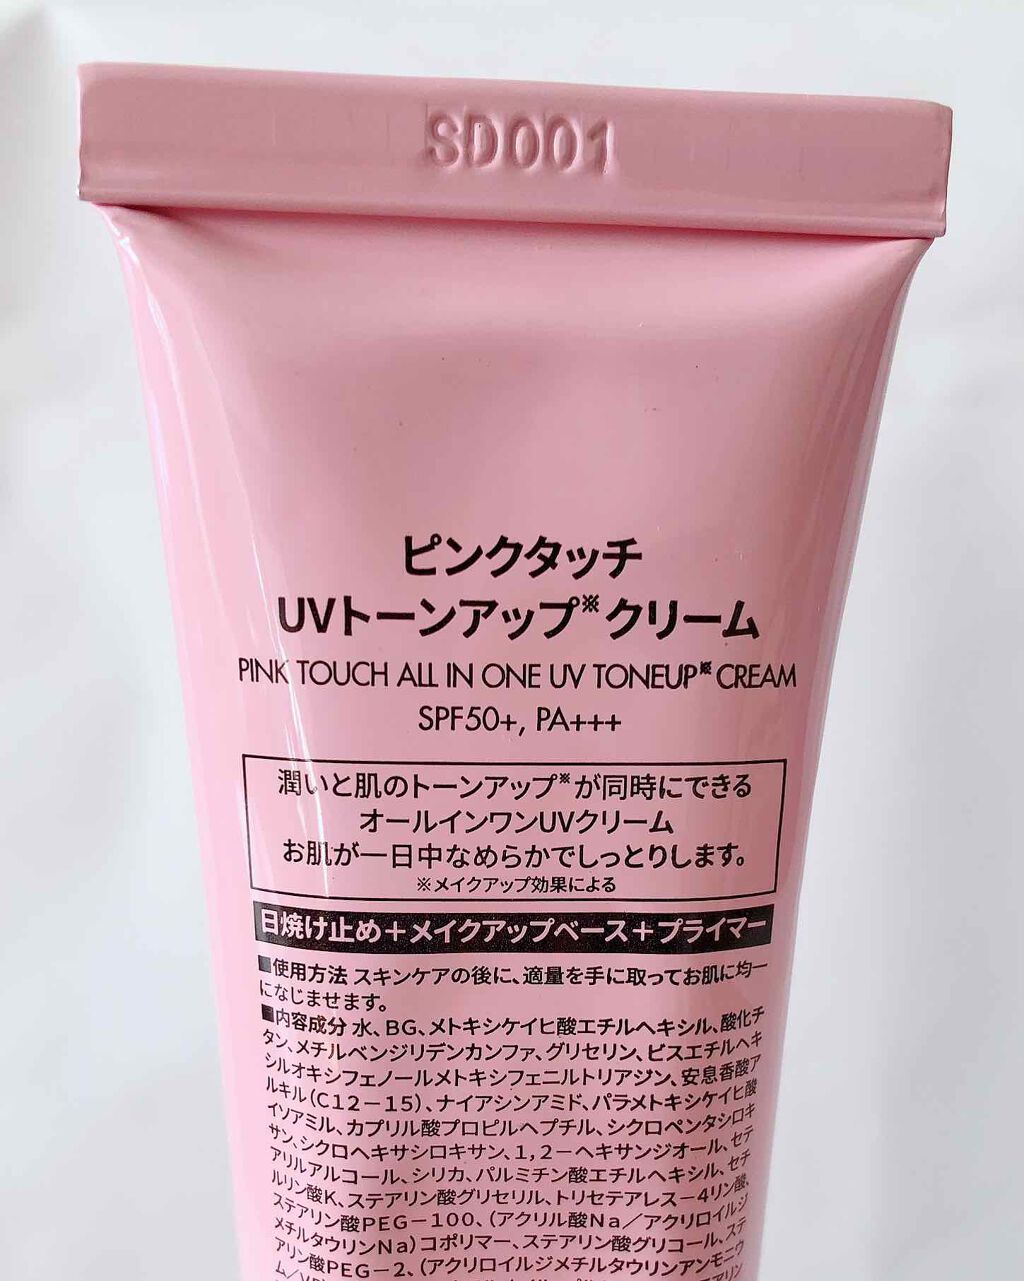 SD001
ピンクタッチ
UVトーンアップ※クリーム
PINK TOUCH ALL IN ONE UV TONEUP※ CREAM
SPF50+, PA+++
潤いと肌のトーンアップ※が同時にできる
オールインワンUVクリーム
お肌が一日中なめらかでしっとりします。
※メイクアップ効果による
日焼け止め＋メイクアップベース＋プライマー
■使用方法 スキンケアの後に、適量を手に取ってお肌に均一
になじませます。
■内容成分 水、BG、メトキシケイヒ酸エチルヘキシル、酸化チ
タン、メチルベンジリデンカンファ、グリセリン、ビスエチルヘキ
シルオキシフェノールメトキシフェニルトリアジン、安息香酸ア
ルキル（C12－15）、ナイアシンアミド、パラメトキシケイヒ酸
イソアミル、カプリル酸プロピルヘプチル、シクロペンタシロキ
サン、シクロヘキサシロキサン、1，2－ヘキサンジオール、セテ
アリルアルコール、シリカ、パルミチン酸エチルヘキシル、セチ
ルリン酸K、ステアリン酸グリセリル、トリセテアレス－4リン酸、
ステアリン酸PEG－100、（アクリル酸Na／アクリロイルジ
メチルタウリンNa）コポリマー、ステアリン酸グリコール、ステ
アリン酸PEG－2、（アクリロイルジメチルタウリンアンモニウ